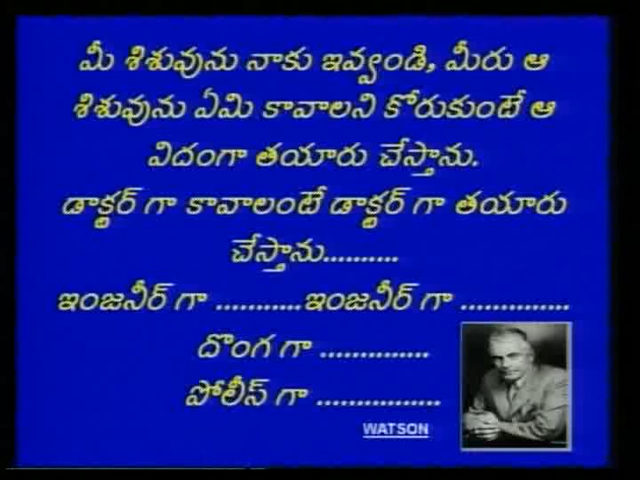 మీ శిశువును నాకు ఇవ్వండి, మీరు ఆ
శిశువును ఏమి కావాలని కోరుకుంటే ఆ
విదంగా తయారు చేస్తాను.
డాక్టర్ గా కావాలంటే డాక్టర్ గా తయారు
చేస్తాను..........
ఇంజనీర్ గా ...........ఇంజనీర్ గా ..............
దొంగ గా ..............
పోలీస్ గా ................
WATSON